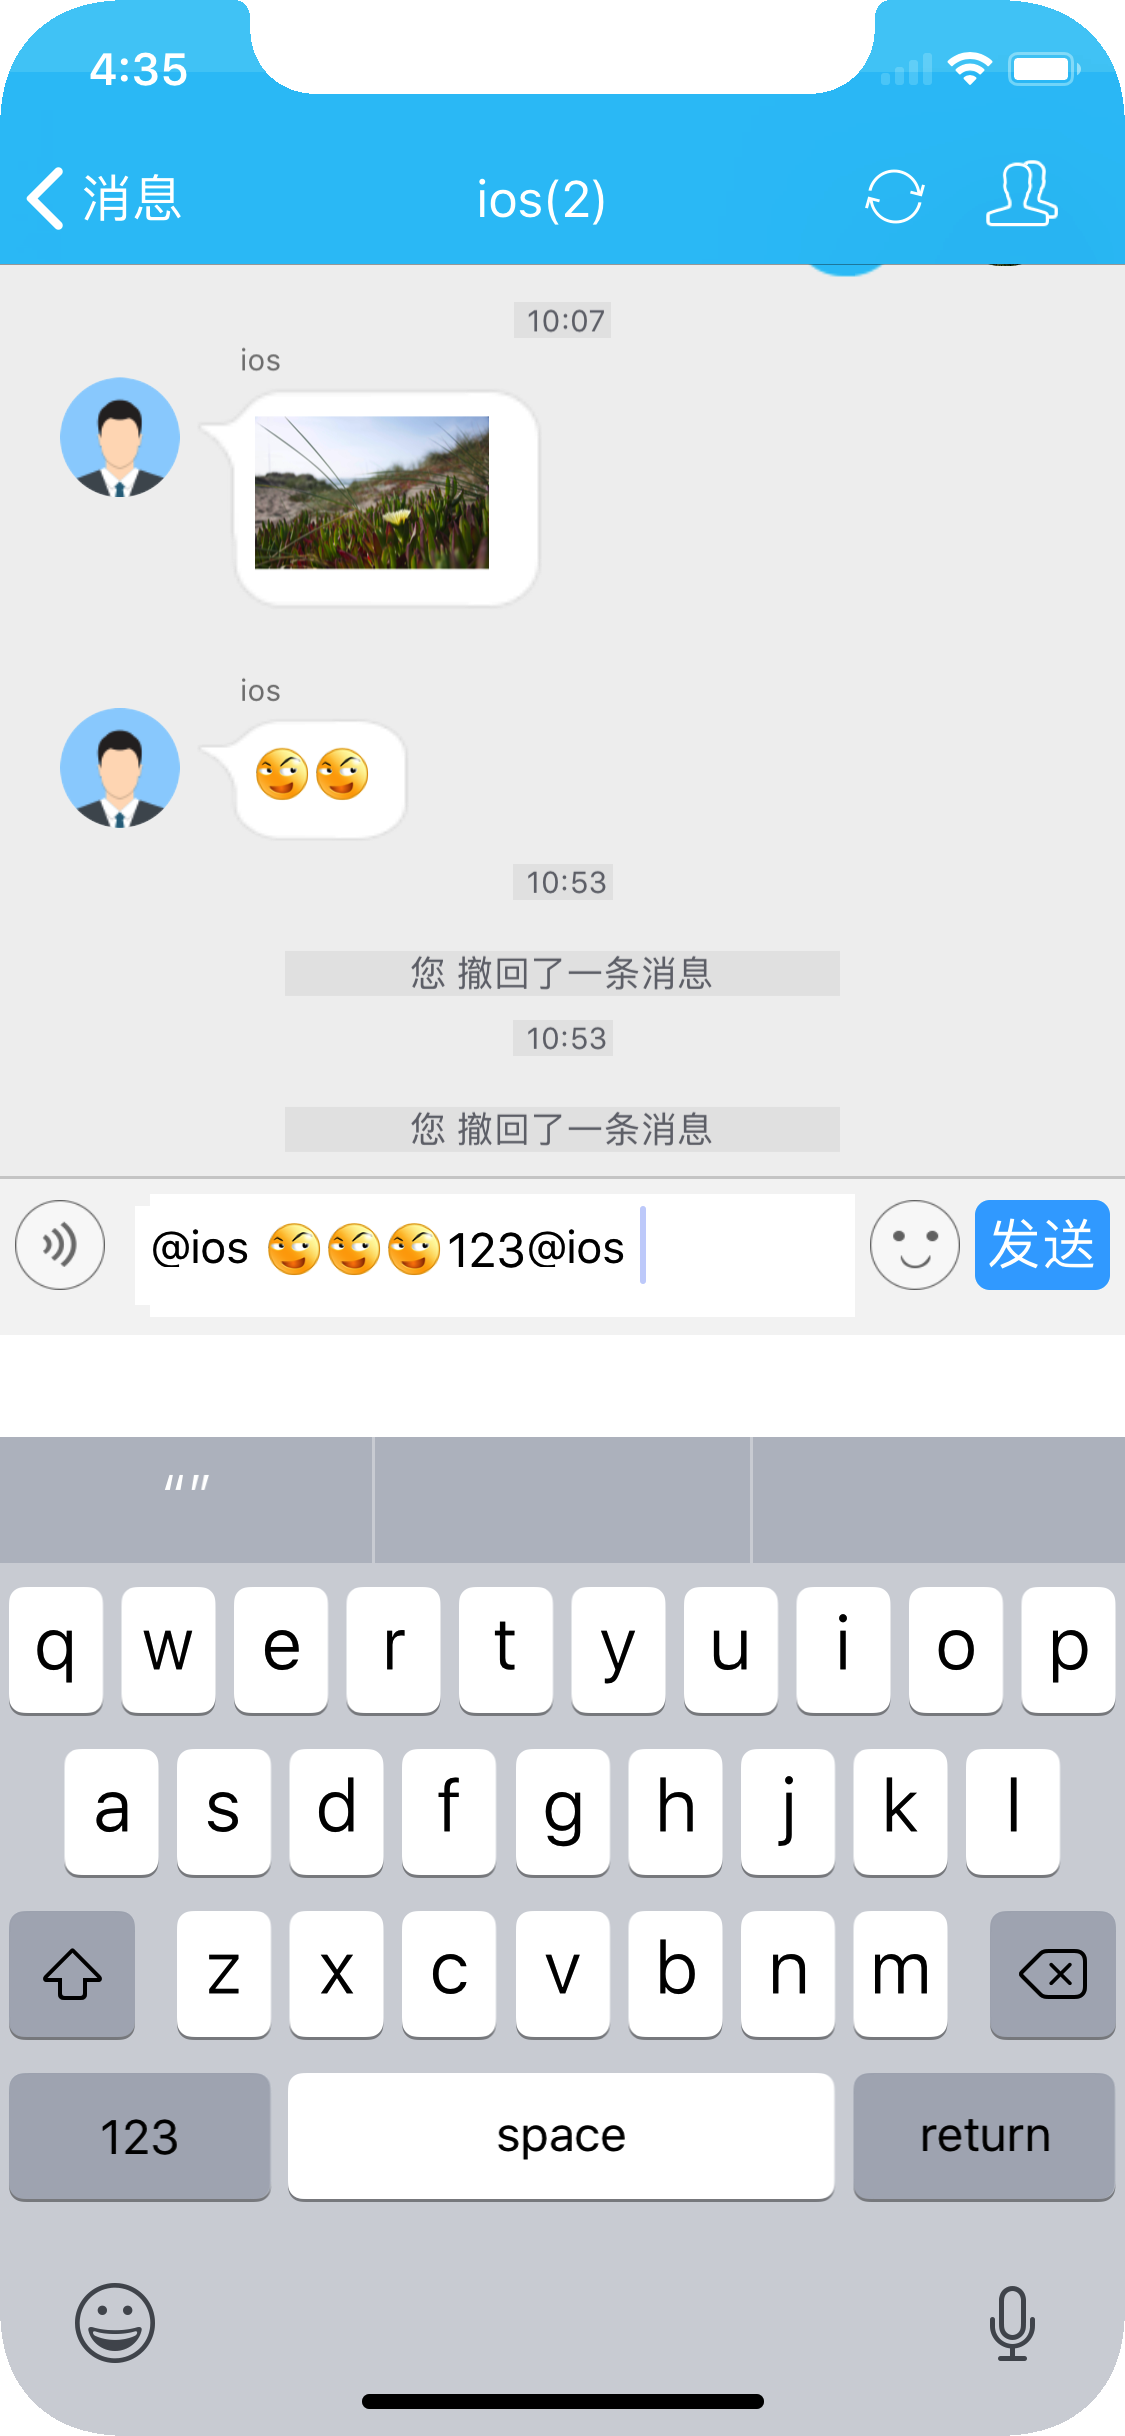 4:35
消息
ios(2)
10:07
ios
ios
10:53
您 撤回了一条消息
10:53
您 撤回了一条消息
@ios 123@ios
发送
“”
q w e r t y u i o p
a s d f g h j k l
z x c v b n m
123 space return